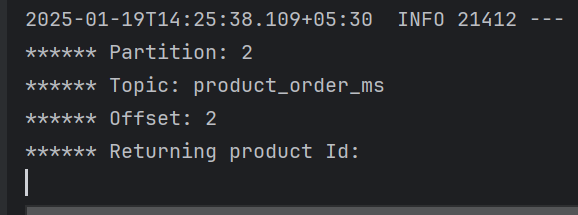 2025-01-19T14:25:38.109+05:30  INFO 21412 ---
****** Partition: 2
****** Topic: product_order_ms
****** Offset: 2
****** Returning product Id: